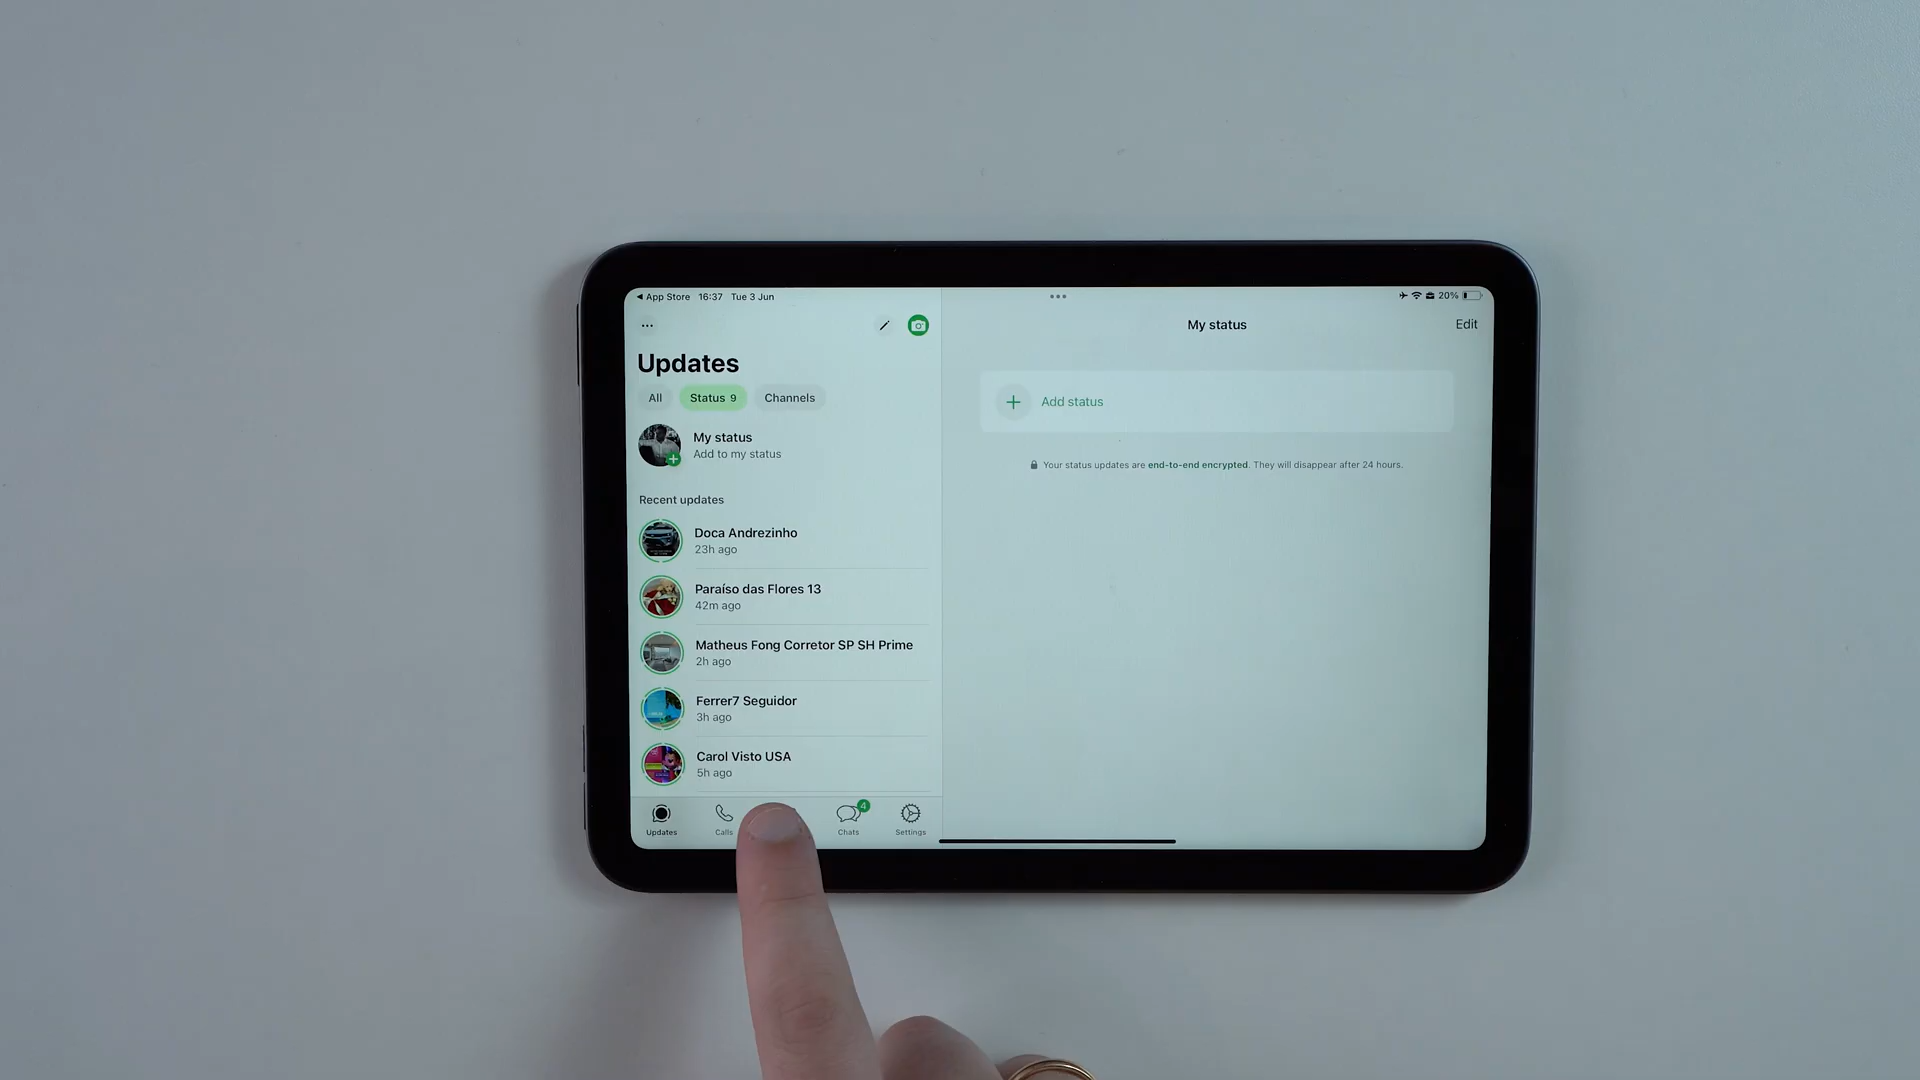 ◀ App Store 16:37 Tue 3 Jun
20%
Updates
All
Status 9
Channels
My status
Add to my status
Recent updates
Doca Andrezinho
23h ago
Paraíso das Flores 13
42m ago
Matheus Fong Corretor SP SH Prime
2h ago
Ferrer7 Seguidor
3h ago
Carol Visto USA
5h ago
Updates
Calls
4
Chats
Settings
My status
Edit
Add status
Your status updates are end-to-end encrypted. They will disappear after 24 hours.